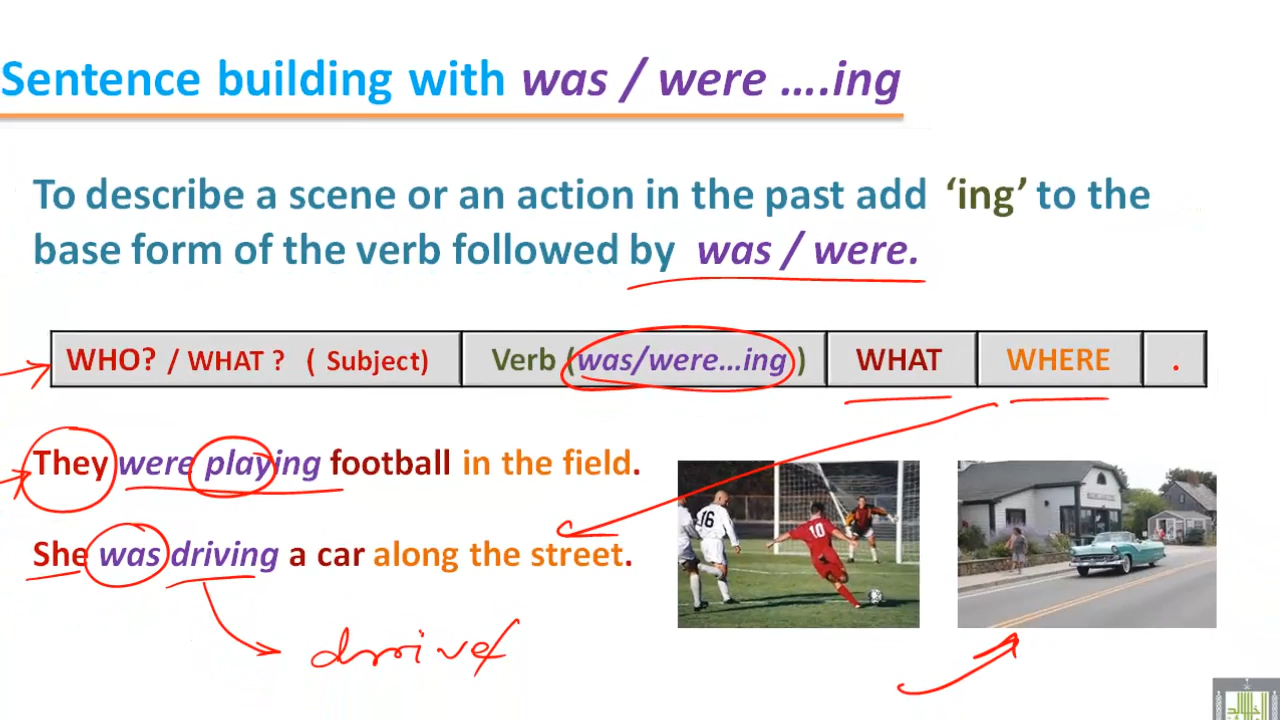 Sentence building with was / were ….ing
To describe a scene or an action in the past add ‘ing’ to the
base form of the verb followed by was / were.
WHO? / WHAT ? ( Subject) Verb (was/were…ing ) WHAT WHERE .
They were playing football in the field.
She was driving a car along the street.
16 10
drive